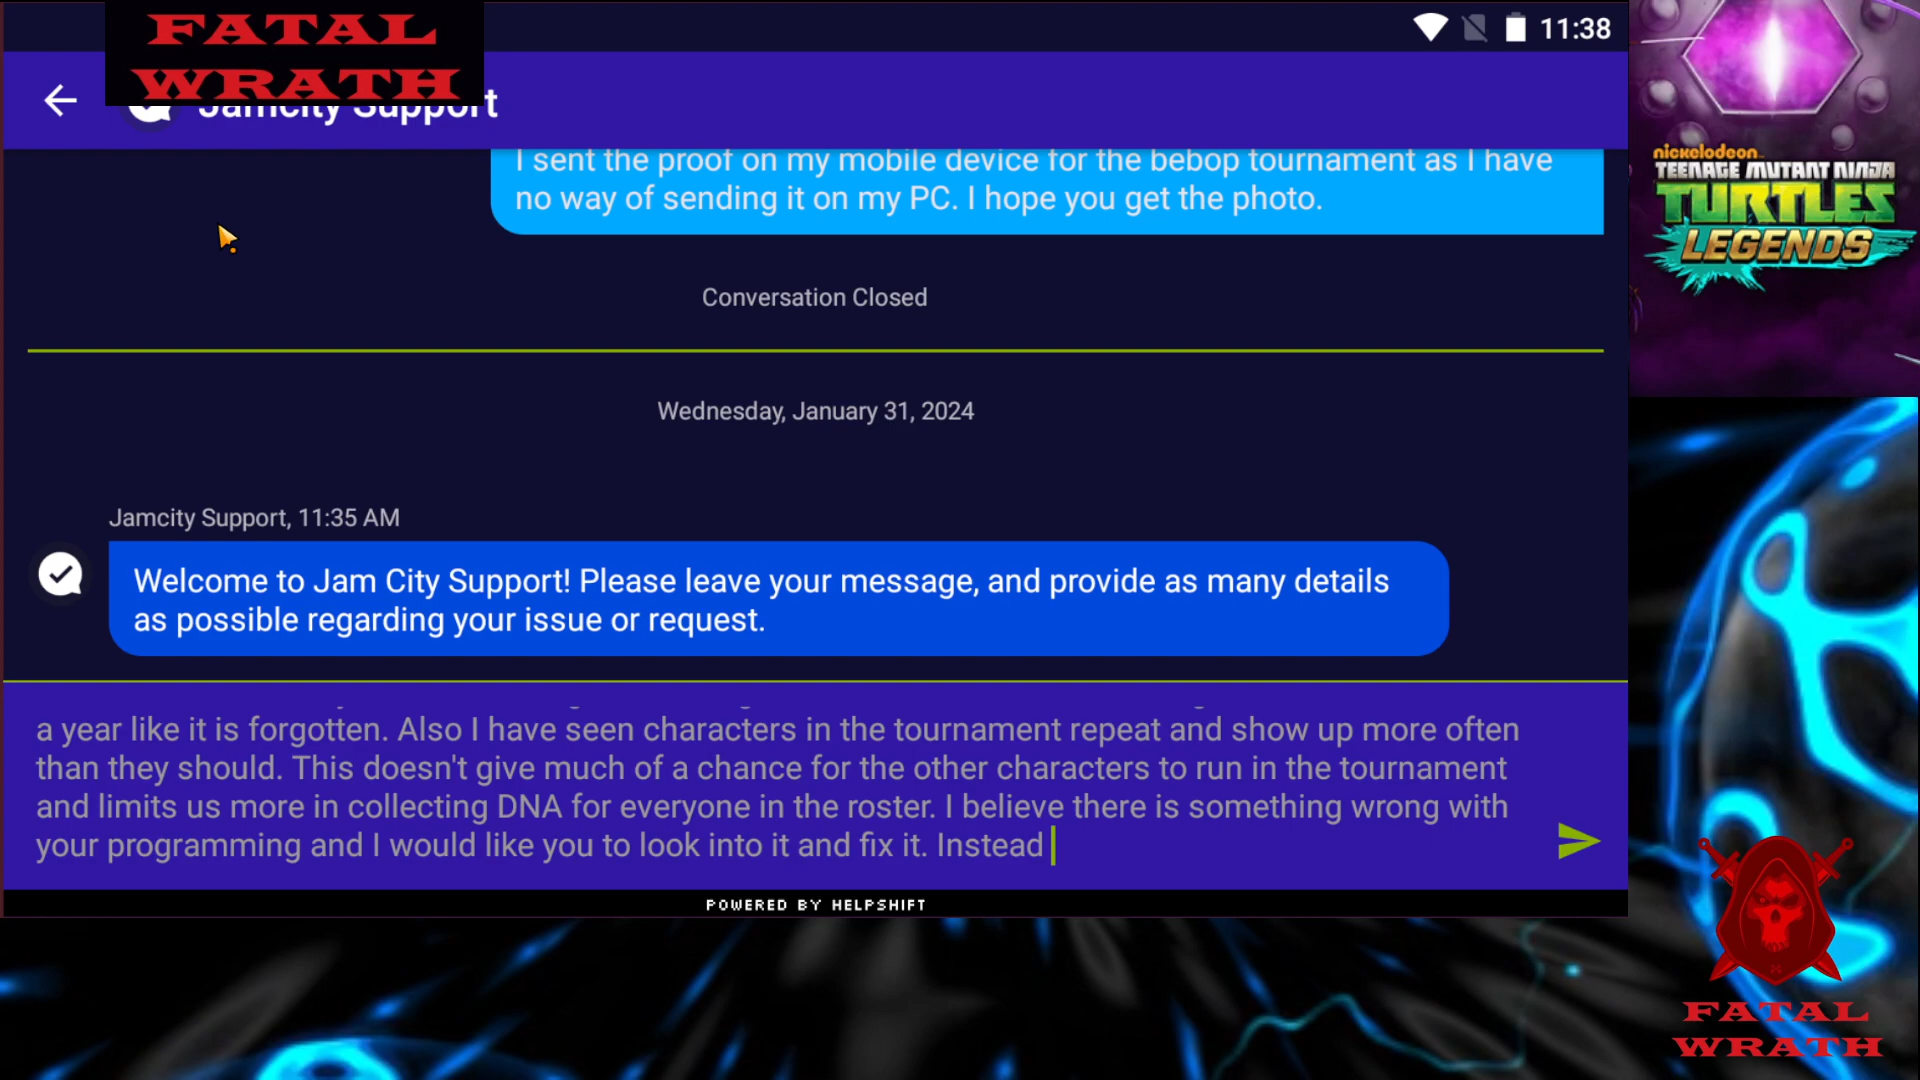 FATAL
WRATH
11:38
Jamcity Support
I sent the proof on my mobile device for the bebop tournament as I have
no way of sending it on my PC. I hope you get the photo.
Conversation Closed
Wednesday, January 31, 2024
Jamcity Support, 11:35 AM
Welcome to Jam City Support! Please leave your message, and provide as many details
as possible regarding your issue or request.
a year like it is forgotten. Also I have seen characters in the tournament repeat and show up more often
than they should. This doesn't give much of a chance for the other characters to run in the tournament
and limits us more in collecting DNA for everyone in the roster. I believe there is something wrong with
your programming and I would like you to look into it and fix it. Instead
POWERED BY HELPSHIFT
nickelodeon
TEENAGE MUTANT NINJA
TURTLES
LEGENDS
FATAL
WRATH